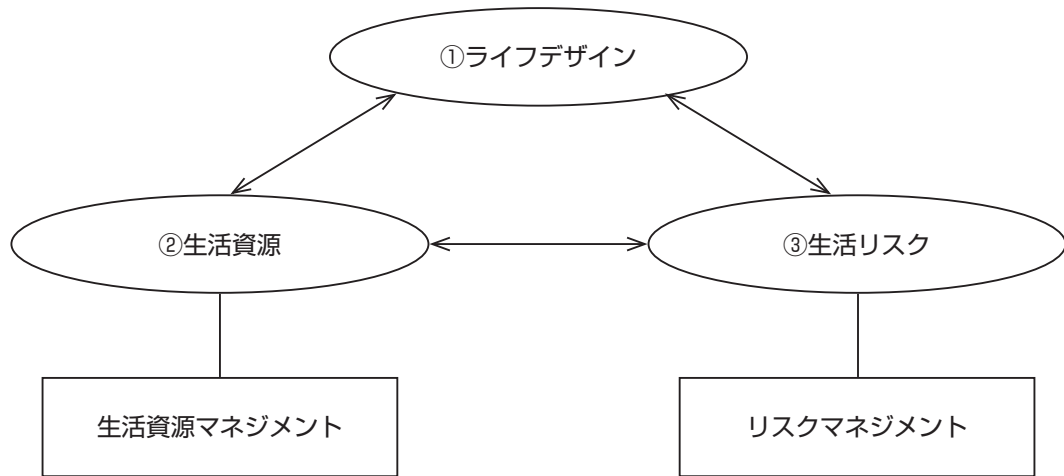 ①ライフデザイン
②生活資源
③生活リスク
生活資源マネジメント
リスクマネジメント